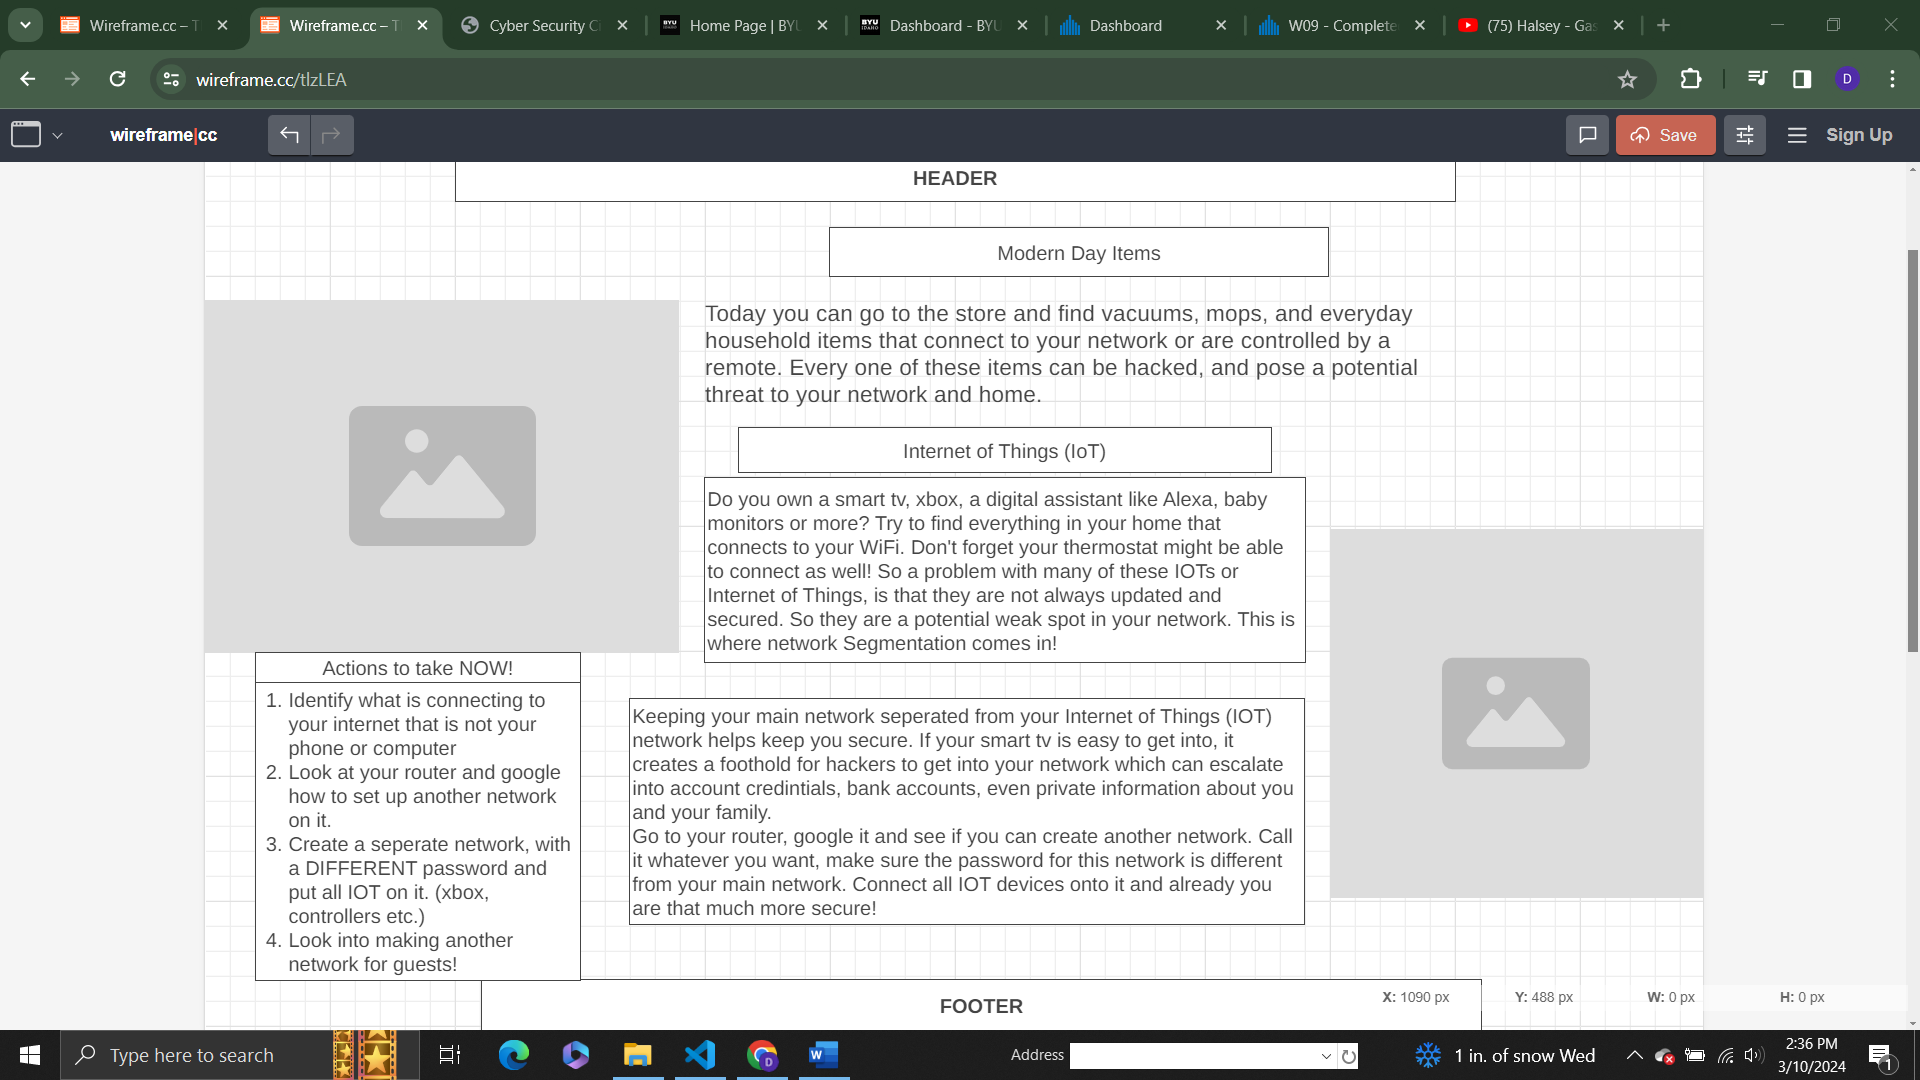 Wireframe.cc – T
Wireframe.cc – T
Cyber Security C
Home Page | BYU
Dashboard - BYU
Dashboard
W09 - Complete
(75) Halsey - Gas
wireframe.cc/tlzLEA
D
wireframe|cc
Save
Sign Up
HEADER
Modern Day Items
Today you can go to the store and find vacuums, mops, and everyday
household items that connect to your network or are controlled by a
remote. Every one of these items can be hacked, and pose a potential
threat to your network and home.
Internet of Things (IoT)
Do you own a smart tv, xbox, a digital assistant like Alexa, baby
monitors or more? Try to find everything in your home that
connects to your WiFi. Don't forget your thermostat might be able
to connect as well! So a problem with many of these IOTs or
Internet of Things, is that they are not always updated and
secured. So they are a potential weak spot in your network. This is
where network Segmentation comes in!
Actions to take NOW!
1. Identify what is connecting to
your internet that is not your
phone or computer
2. Look at your router and google
how to set up another network
on it.
3. Create a seperate network, with
a DIFFERENT password and
put all IOT on it. (xbox,
controllers etc.)
4. Look into making another
network for guests!
Keeping your main network seperated from your Internet of Things (IOT)
network helps keep you secure. If your smart tv is easy to get into, it
creates a foothold for hackers to get into your network which can escalate
into account credintials, bank accounts, even private information about you
and your family.
Go to your router, google it and see if you can create another network. Call
it whatever you want, make sure the password for this network is different
from your main network. Connect all IOT devices onto it and already you
are that much more secure!
FOOTER
X: 1090 px Y: 488 px W: 0 px H: 0 px
Type here to search
Address
1 in. of snow Wed
2:36 PM
3/10/2024
1